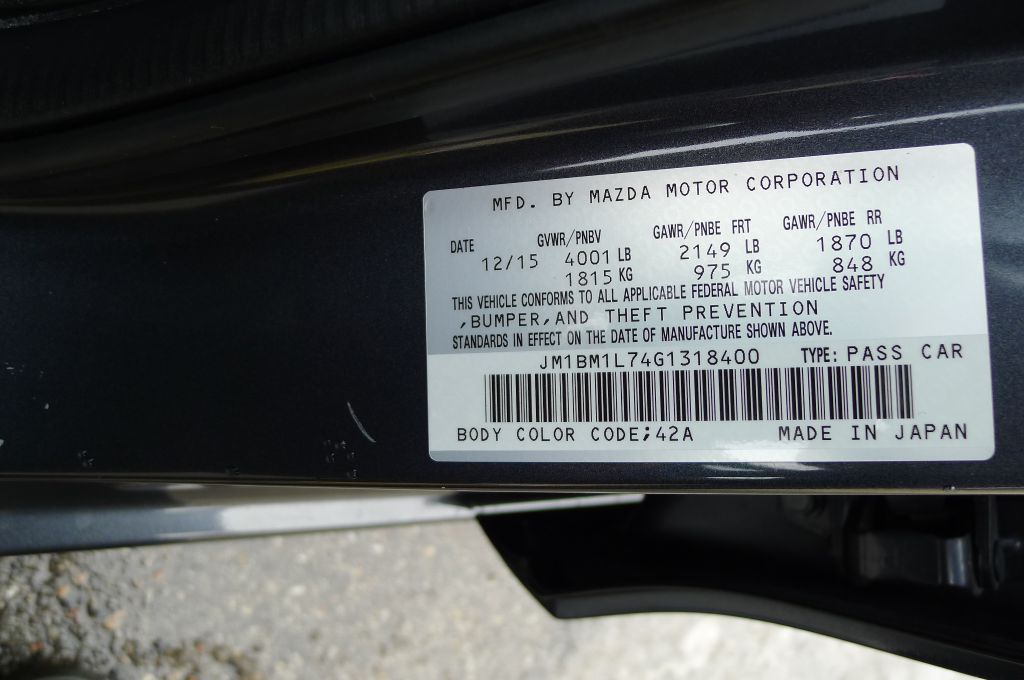 MFD. BY MAZDA MOTOR CORPORATION
DATE GVWR/PNBV GAWR/PNBE FRT GAWR/PNBE RR
12/15 4001 LB 2149 LB 1870 LB
1815 KG 975 KG 848 KG
THIS VEHICLE CONFORMS TO ALL APPLICABLE FEDERAL MOTOR VEHICLE SAFETY
,BUMPER,AND THEFT PREVENTION
STANDARDS IN EFFECT ON THE DATE OF MANUFACTURE SHOWN ABOVE.
JM1BM1L74G1318400 TYPE: PASS CAR
BODY COLOR CODE;42A MADE IN JAPAN